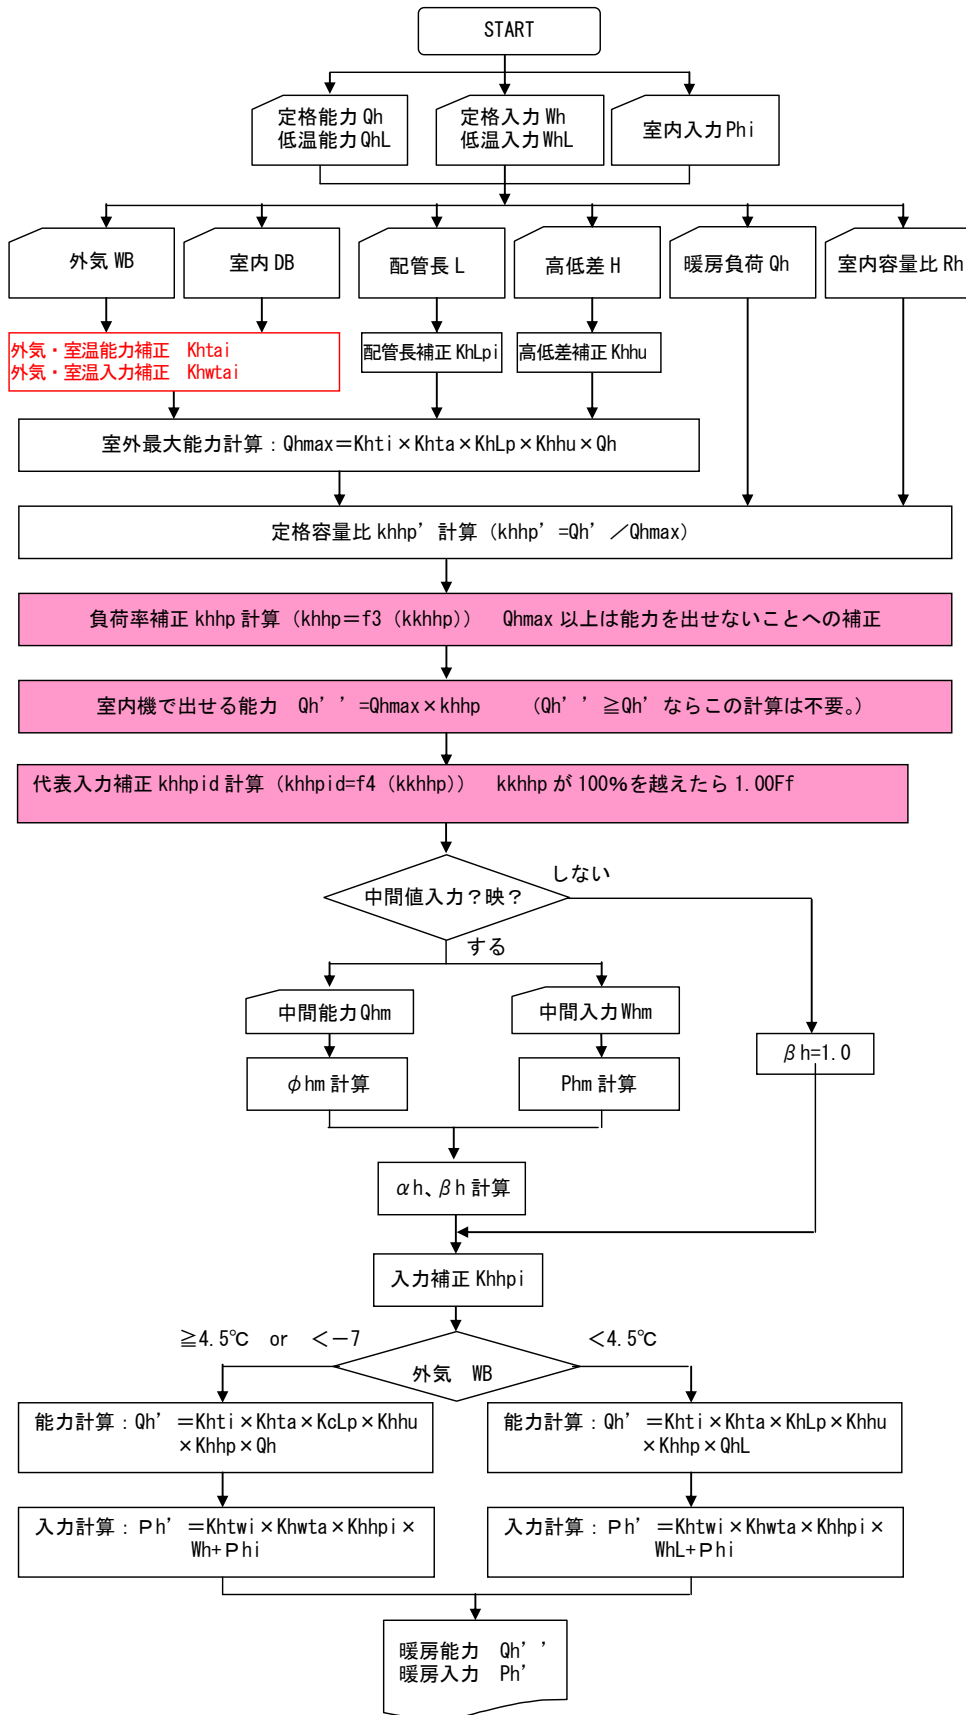 START
定格能力 Qh
低温能力 QhL
定格入力 Wh
低温入力 WhL
室内入力 Phi
外気 WB
室内 DB
配管長 L
高低差 H
暖房負荷 Qh
室内容量比 Rh
外気・室温能力補正　Khtai
外気・室温入力補正　Khwtai
配管長補正 KhLpi
高低差補正 Khhu
室外最大能力計算：Qhmax＝Khti×Khta×KhLp×Khhu×Qh
定格容量比 khhp’計算（khhp’=Qh’／Qhmax）
負荷率補正 khhp 計算（khhp＝f3（kkhhp））　Qhmax 以上は能力を出せないことへの補正
室内機で出せる能力　Qh’’=Qhmax×khhp　　（Qh’’≧Qh’ならこの計算は不要。）
代表入力補正 khhpid 計算（khhpid=f4（kkhhp））　kkhhp が 100%を越えたら 1.00Ff
中間値入力？映？
しない
する
中間能力 Qhm
中間入力 Whm
φhm 計算
Phm 計算
βh=1.0
αh、βh 計算
入力補正 Khhpi
≧4.5℃　or　＜－7
＜4.5℃
外気　WB
能力計算：Qh’＝Khti×Khta×KcLp×Khhu
×Khhp×Qh
能力計算：Qh’＝Khti×Khta×KhLp×Khhu
×Khhp×QhL
入力計算：Ｐh’＝Khtwi×Khwta×Khhpi×
Wh+Ｐhi
入力計算：Ｐh’＝Khtwi×Khwta×Khhpi×
WhL+Ｐhi
暖房能力　Qh’’
暖房入力　Ph’